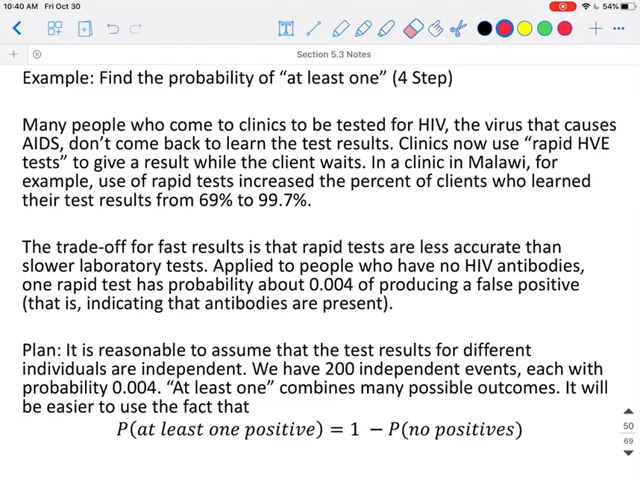 10:40 AM Fri Oct 30
54%
Section 5.3 Notes
Example: Find the probability of “at least one” (4 Step)
Many people who come to clinics to be tested for HIV, the virus that causes
AIDS, don’t come back to learn the test results. Clinics now use “rapid HVE
tests” to give a result while the client waits. In a clinic in Malawi, for
example, use of rapid tests increased the percent of clients who learned
their test results from 69% to 99.7%.
The trade-off for fast results is that rapid tests are less accurate than
slower laboratory tests. Applied to people who have no HIV antibodies,
one rapid test has probability about 0.004 of producing a false positive
(that is, indicating that antibodies are present).
Plan: It is reasonable to assume that the test results for different
individuals are independent. We have 200 independent events, each with
probability 0.004. “At least one” combines many possible outcomes. It will
be easier to use the fact that
P(at least one positive) = 1 − P(no positives)
50
69